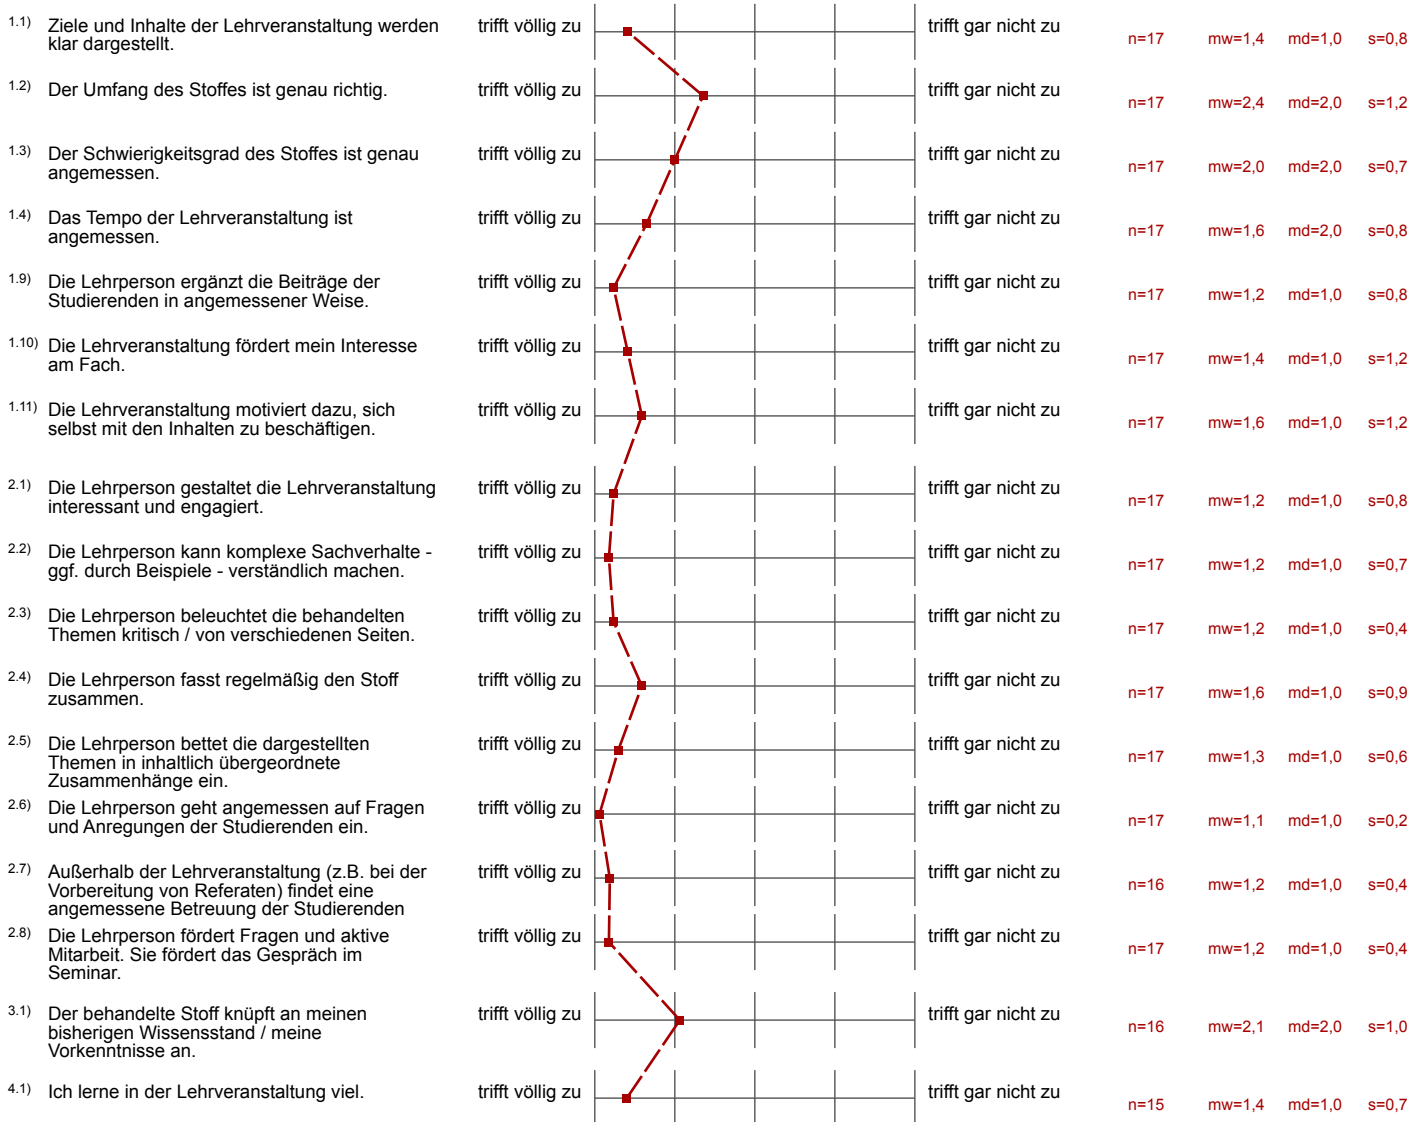 1.1) Ziele und Inhalte der Lehrveranstaltung werden klar dargestellt. trifft völlig zu trifft gar nicht zu n=17 mw=1,4 md=1,0 s=0,8
1.2) Der Umfang des Stoffes ist genau richtig. trifft völlig zu trifft gar nicht zu n=17 mw=2,4 md=2,0 s=1,2
1.3) Der Schwierigkeitsgrad des Stoffes ist genau angemessen. trifft völlig zu trifft gar nicht zu n=17 mw=2,0 md=2,0 s=0,7
1.4) Das Tempo der Lehrveranstaltung ist angemessen. trifft völlig zu trifft gar nicht zu n=17 mw=1,6 md=2,0 s=0,8
1.9) Die Lehrperson ergänzt die Beiträge der Studierenden in angemessener Weise. trifft völlig zu trifft gar nicht zu n=17 mw=1,2 md=1,0 s=0,8
1.10) Die Lehrveranstaltung fördert mein Interesse am Fach. trifft völlig zu trifft gar nicht zu n=17 mw=1,4 md=1,0 s=1,2
1.11) Die Lehrveranstaltung motiviert dazu, sich selbst mit den Inhalten zu beschäftigen. trifft völlig zu trifft gar nicht zu n=17 mw=1,6 md=1,0 s=1,2
2.1) Die Lehrperson gestaltet die Lehrveranstaltung interessant und engagiert. trifft völlig zu trifft gar nicht zu n=17 mw=1,2 md=1,0 s=0,8
2.2) Die Lehrperson kann komplexe Sachverhalte - ggf. durch Beispiele - verständlich machen. trifft völlig zu trifft gar nicht zu n=17 mw=1,2 md=1,0 s=0,7
2.3) Die Lehrperson beleuchtet die behandelten Themen kritisch / von verschiedenen Seiten. trifft völlig zu trifft gar nicht zu n=17 mw=1,2 md=1,0 s=0,4
2.4) Die Lehrperson fasst regelmäßig den Stoff zusammen. trifft völlig zu trifft gar nicht zu n=17 mw=1,6 md=1,0 s=0,9
2.5) Die Lehrperson bettet die dargestellten Themen in inhaltlich übergeordnete Zusammenhänge ein. trifft völlig zu trifft gar nicht zu n=17 mw=1,3 md=1,0 s=0,6
2.6) Die Lehrperson geht angemessen auf Fragen und Anregungen der Studierenden ein. trifft völlig zu trifft gar nicht zu n=17 mw=1,1 md=1,0 s=0,2
2.7) Außerhalb der Lehrveranstaltung (z.B. bei der Vorbereitung von Referaten) findet eine angemessene Betreuung der Studierenden trifft völlig zu trifft gar nicht zu n=16 mw=1,2 md=1,0 s=0,4
2.8) Die Lehrperson fördert Fragen und aktive Mitarbeit. Sie fördert das Gespräch im Seminar. trifft völlig zu trifft gar nicht zu n=17 mw=1,2 md=1,0 s=0,4
3.1) Der behandelte Stoff knüpft an meinen bisherigen Wissensstand / meine Vorkenntnisse an. trifft völlig zu trifft gar nicht zu n=16 mw=2,1 md=2,0 s=1,0
4.1) Ich lerne in der Lehrveranstaltung viel. trifft völlig zu trifft gar nicht zu n=15 mw=1,4 md=1,0 s=0,7